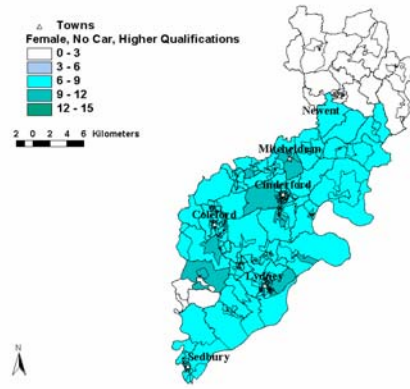 Towns
Female, No Car, Higher Qualifications
0 - 3
3 - 6
6 - 9
9 - 12
12 - 15
2 0 2 4 6 Kilometers
Newent
Mitcheldean
Cinderford
Coleford
Lydney
Sedbury
N